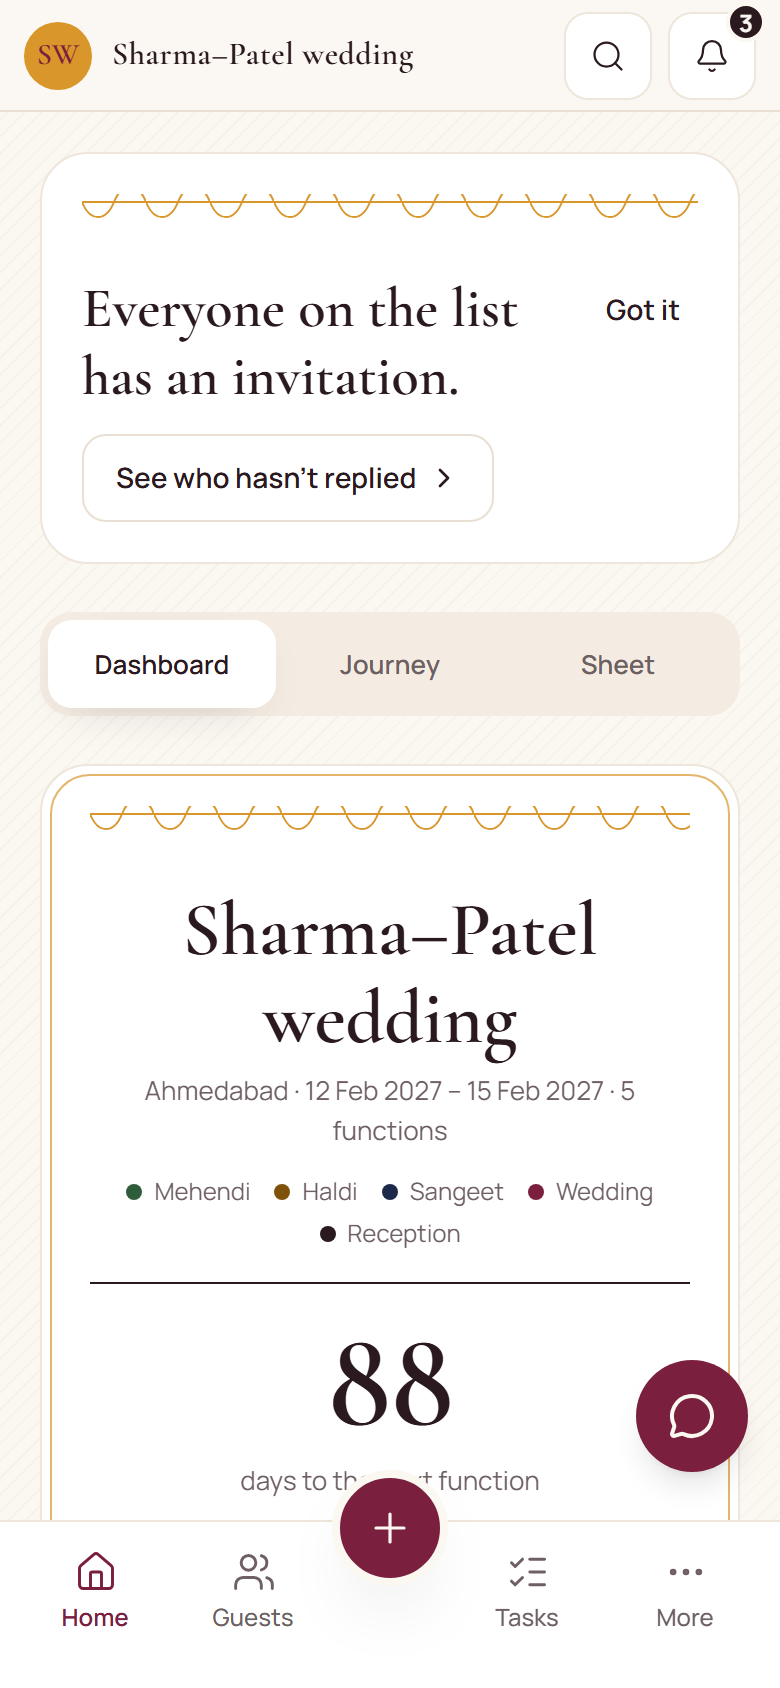 SW
Sharma–Patel wedding
3
Everyone on the list
has an invitation.
Got it
See who hasn't replied
Dashboard
Journey
Sheet
Sharma–Patel
wedding
Ahmedabad · 12 Feb 2027 – 15 Feb 2027 · 5
functions
Mehendi
Haldi
Sangeet
Wedding
Reception
88
days to function
Home
Guests
Tasks
More